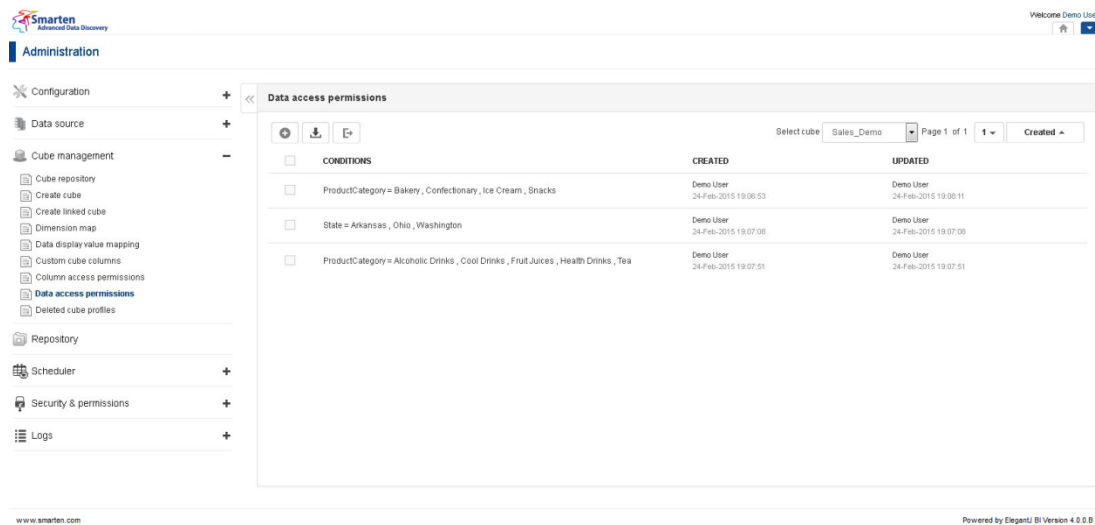 Smarten
Advanced Data Discovery
Welcome Demo Use
Administration
Configuration
Data source
Cube management
Cube repository
Create cube
Create linked cube
Dimension map
Data display value mapping
Custom cube columns
Column access permissions
Data access permissions
Deleted cube profiles
Repository
Scheduler
Security & permissions
Logs
Data access permissions
Select cube Sales_Demo Page 1 of 1 1 Created
CONDITIONS CREATED UPDATED
ProductCategory = Bakery , Confectionary , Ice Cream , Snacks Demo User Demo User
24-Feb-2015 19:06:53 24-Feb-2015 19:08:11
State = Arkansas , Ohio , Washington Demo User Demo User
24-Feb-2015 19:07:08 24-Feb-2015 19:07:08
ProductCategory = Alcoholic Drinks , Cool Drinks , Fruit Juices , Health Drinks , Tea Demo User Demo User
24-Feb-2015 19:07:51 24-Feb-2015 19:07:51
www.smarten.com Powered by ElegantJ BI Version 4.0.0.B